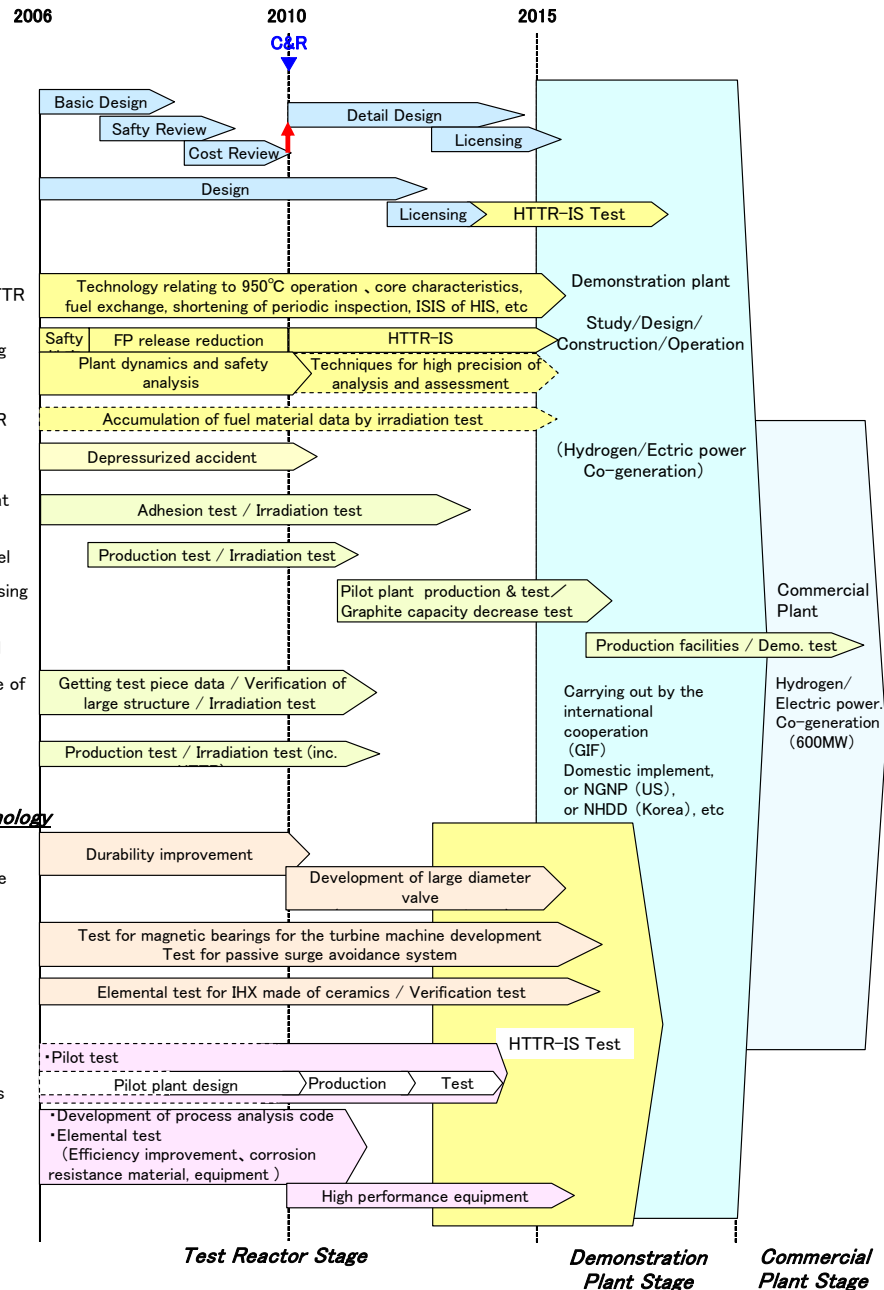 2006
2010
2015
C&R
Basic Design
Detail Design
Safty Review
Licensing
Cost Review
Design
Licensing
HTTR-IS Test
TTR
Technology relating to 950℃ operation 、core characteristics,
fuel exchange, shortening of periodic inspection, ISIS of HIS, etc
Demonstration plant
Study/Design/
Construction/Operation
Safty
FP release reduction
HTTR-IS
g
Plant dynamics and safety
analysis
Techniques for high precision of
analysis and assessment
R
Accumulation of fuel material data by irradiation test
Depressurized accident
(Hydrogen/Ectric power
Co-generation)
nt
Adhesion test / Irradiation test
el
Production test / Irradiation test
sing
Pilot plant production & test/
Graphite capacity decrease test
Commercial
Plant
Production facilities / Demo. test
e of
Getting test piece data / Verification of
large structure / Irradiation test
Carrying out by the
international
cooperation
(GIF)
Domestic implement,
or NGNP (US),
or NHDD (Korea), etc
Hydrogen/
Electric power.
Co-generation
(600MW)
Production test / Irradiation test (inc.
nology
Durability improvement
e
Development of large diameter
valve
Test for magnetic bearings for the turbine machine development
Test for passive surge avoidance system
Elemental test for IHX made of ceramics / Verification test
HTTR-IS Test
・Pilot test
Pilot plant design
Production
Test
s
・Development of process analysis code
・Elemental test
(Efficiency improvement、corrosion
resistance material, equipment )
High performance equipment
Test Reactor Stage
Demonstration
Plant Stage
Commercial
Plant Stage